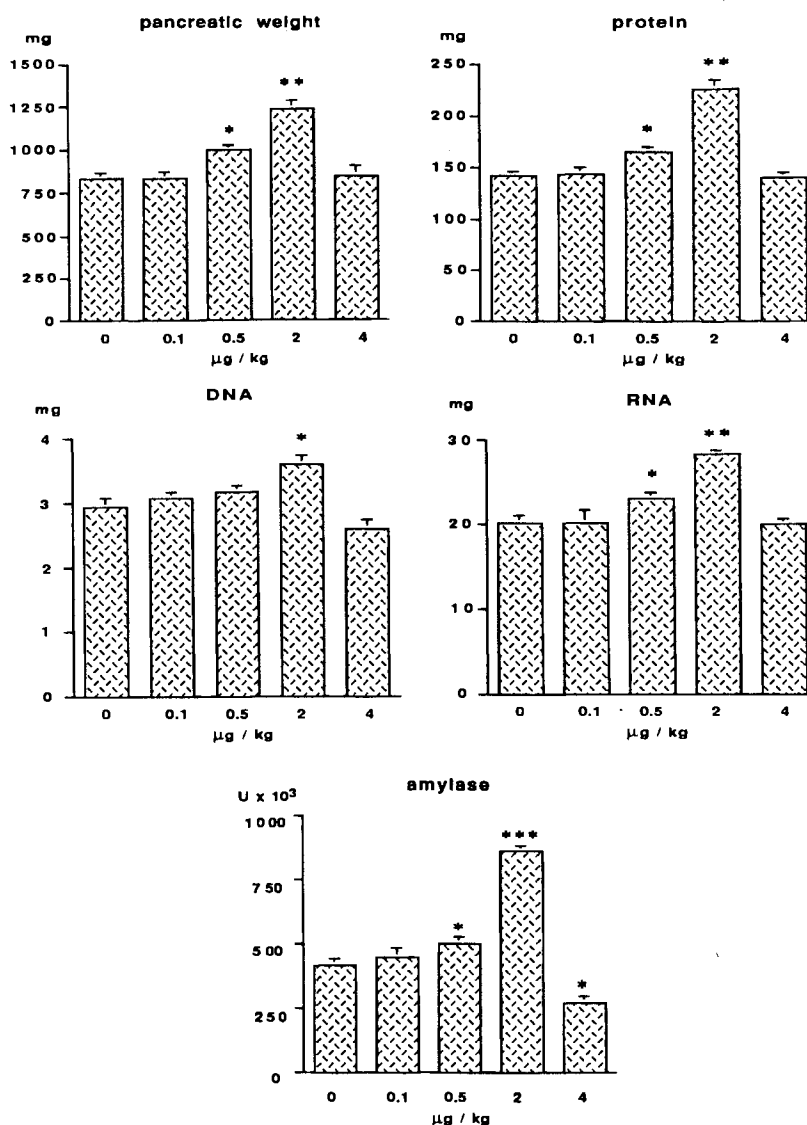 pancreatic weight
mg
1500
1250
1000
750
500
250
0
* **
0 0.1 0.5 2 4
μg / kg
protein
mg
250
200
150
100
50
0
* **
0 0.1 0.5 2 4
μg / kg
DNA
mg
4
3
2
1
0
*
0 0.1 0.5 2 4
μg / kg
RNA
mg
30
20
10
0
* **
0 0.1 0.5 2 4
μg / kg
amylase
U x 10³
1000
750
500
250
0
* *** *
0 0.1 0.5 2 4
μg / kg